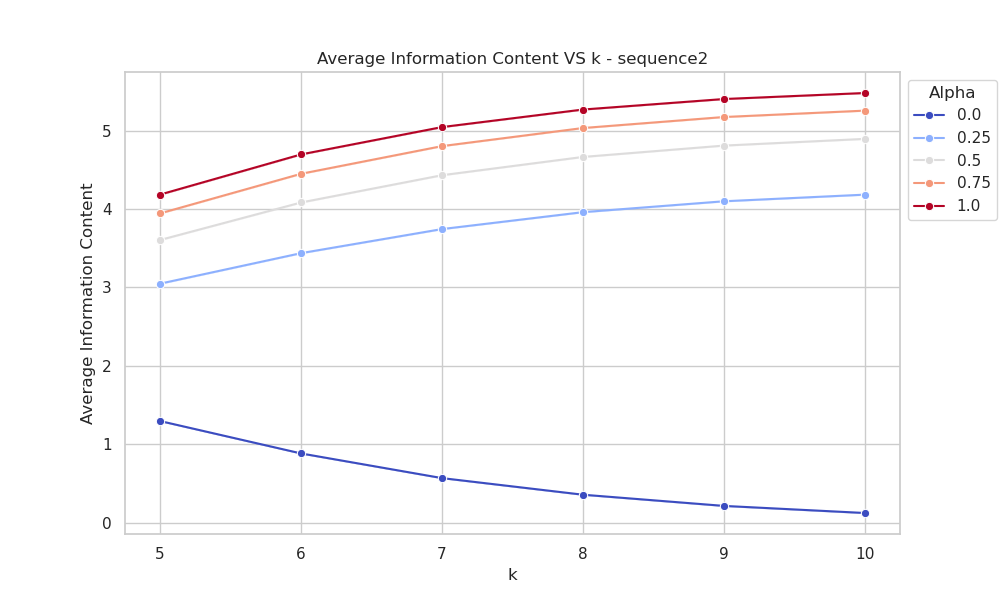 Average Information Content VS k - sequence2
Alpha
0.0
0.25
0.5
0.75
1.0
Average Information Content
5
4
3
2
1
0
5 6 7 8 9 10
k